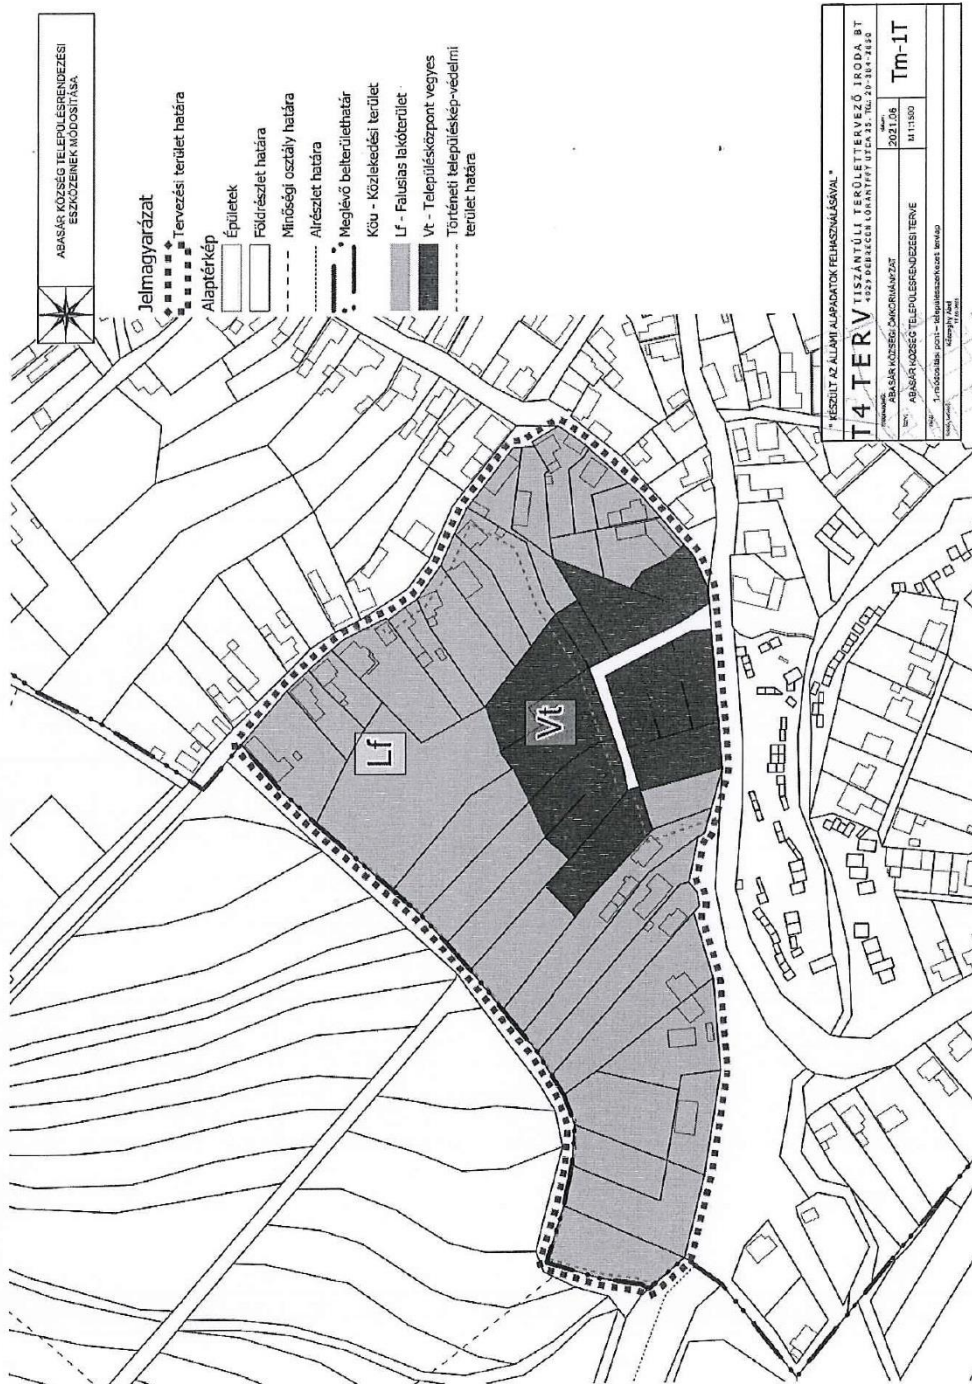 ABASÁR KÖZSÉG TELEPÜLÉSRENDEZÉSI
ESZKÖZEINEK MÓDOSÍTÁSA
Jelmagyarázat
Tervezési terület határa
Alaptérkép
Épületek
Földrészlet határa
Minőségi osztály határa
Alrészlet határa
Meglévő belterülethatár
Köu - Közlekedési terület
Lf - Falusias lakóterület
Vt - Településközpont vegyes
Történeti településkép-védelmi
terület határa
Lf
Vt
" KÉSZÜLT AZ ÁLLAMI ALAPADATOK FELHASZNÁLÁSÁVAL "
T4 TERV TISZÁNTÚLI TERÜLETTERVEZŐ IRODA BT
ABASÁR KÖZSÉGI ÖNKORMÁNYZAT
2021.06
Tm-1T
ABASÁR KÖZSÉG TELEPÜLÉSRENDEZÉSI TERVE
M 1:1500